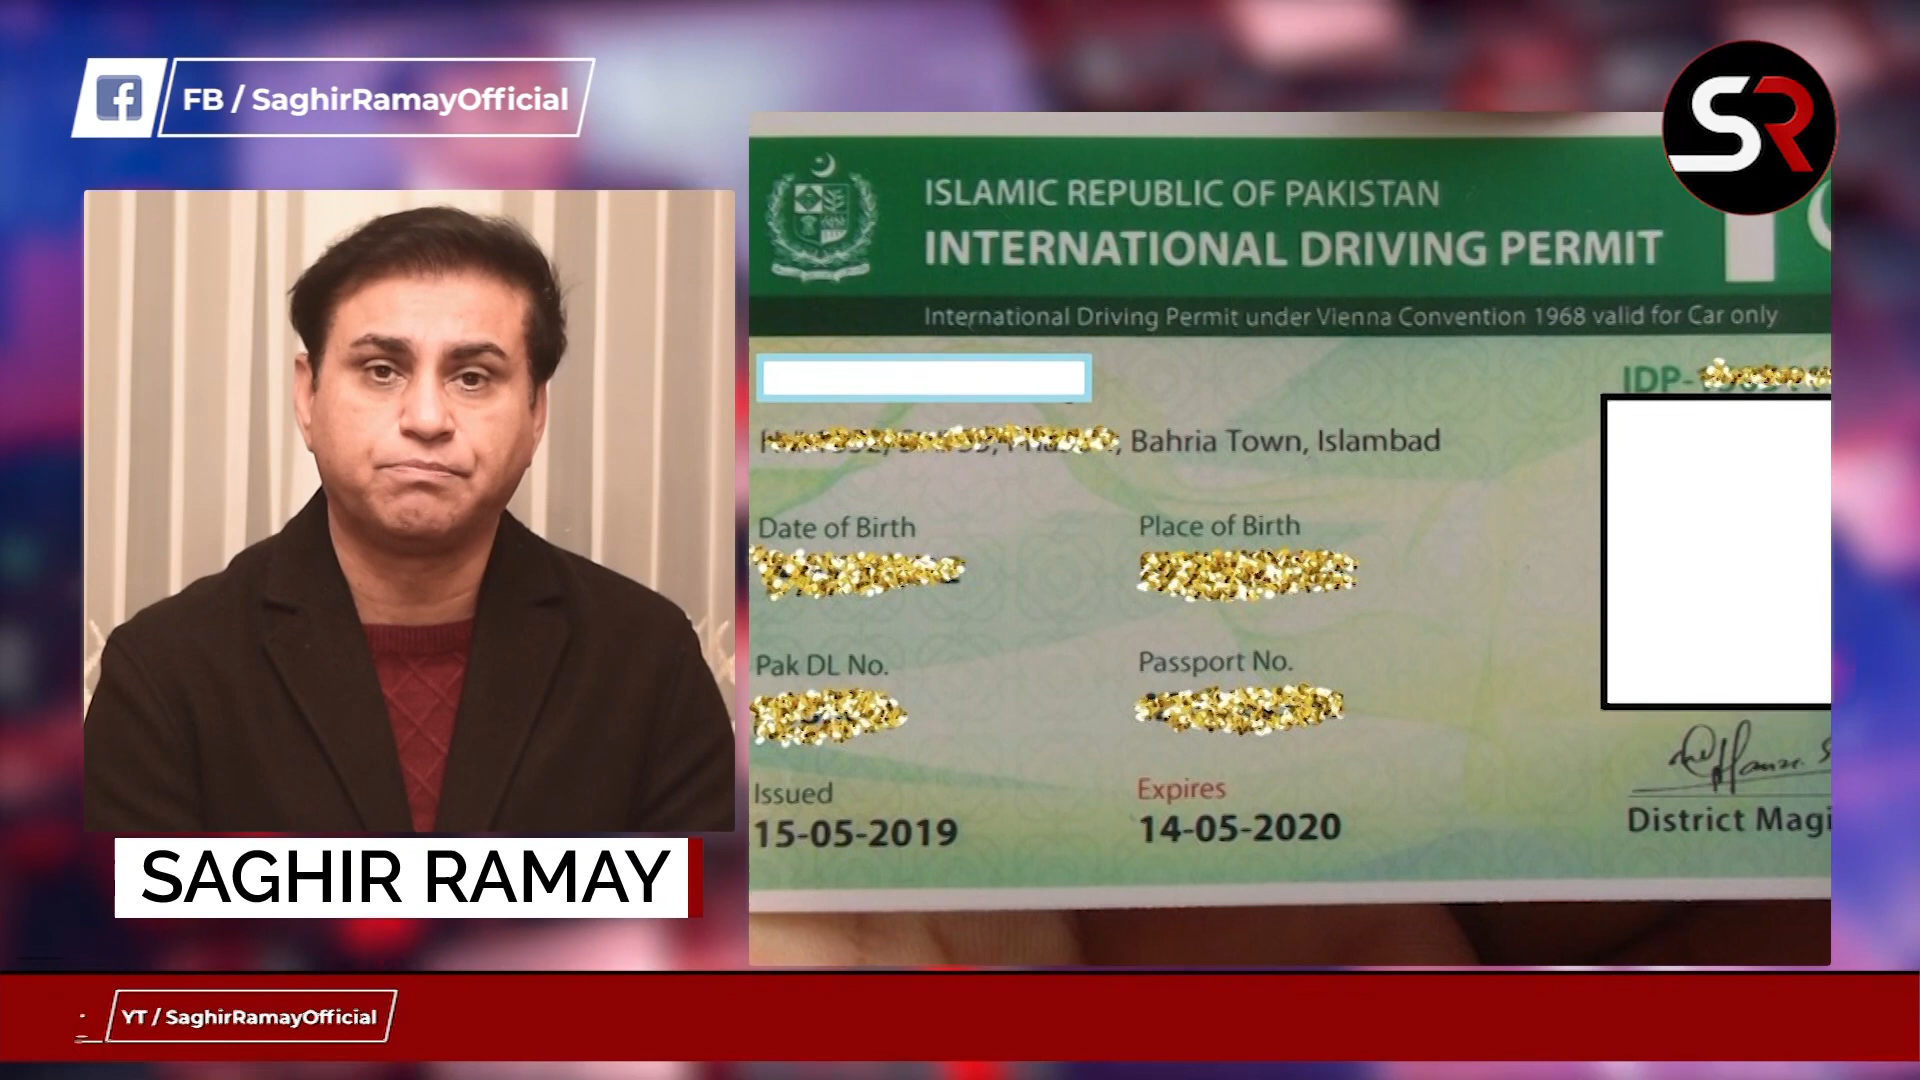 FB / SaghirRamayOfficial
SR
ISLAMIC REPUBLIC OF PAKISTAN
INTERNATIONAL DRIVING PERMIT
International Driving Permit under Vienna Convention 1968 valid for Car only
IDP-
, Bahria Town, Islambad
Date of Birth
Place of Birth
Pak DL No.
Passport No.
Issued
Expires
15-05-2019
14-05-2020
District Magi
SAGHIR RAMAY
YT / SaghirRamayOfficial